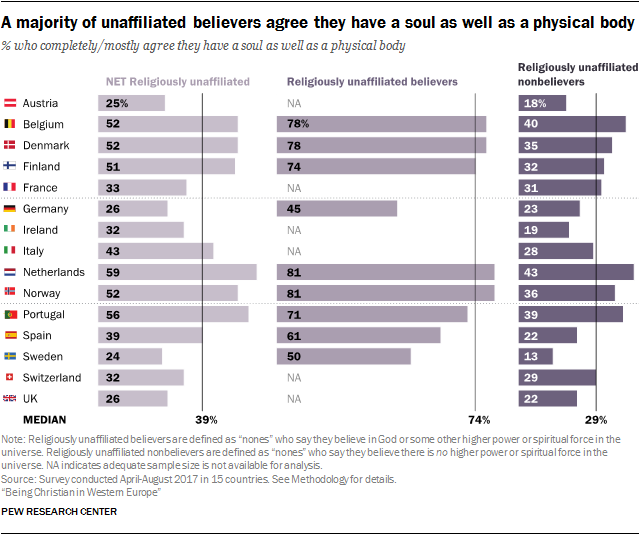 A majority of unaffiliated believers agree they have a soul as well as a physical body
% who completely/mostly agree they have a soul as well as a physical body
NET Religiously unaffiliated Religiously unaffiliated believers Religiously unaffiliated nonbelievers
Austria 25% NA 18%
Belgium 52 78% 40
Denmark 52 78 35
Finland 51 74 32
France 33 NA 31
Germany 26 45 23
Ireland 32 NA 19
Italy 43 NA 28
Netherlands 59 81 43
Norway 52 81 36
Portugal 56 71 39
Spain 39 61 22
Sweden 24 50 13
Switzerland 32 NA 29
UK 26 NA 22
MEDIAN 39% 74% 29%
Note: Religiously unaffiliated believers are defined as “nones” who say they believe in God or some other higher power or spiritual force in the
universe. Religiously unaffiliated nonbelievers are defined as “nones” who say they believe there is no higher power or spiritual force in the
universe. NA indicates adequate sample size is not available for analysis.
Source: Survey conducted April-August 2017 in 15 countries. See Methodology for details.
“Being Christian in Western Europe”
PEW RESEARCH CENTER